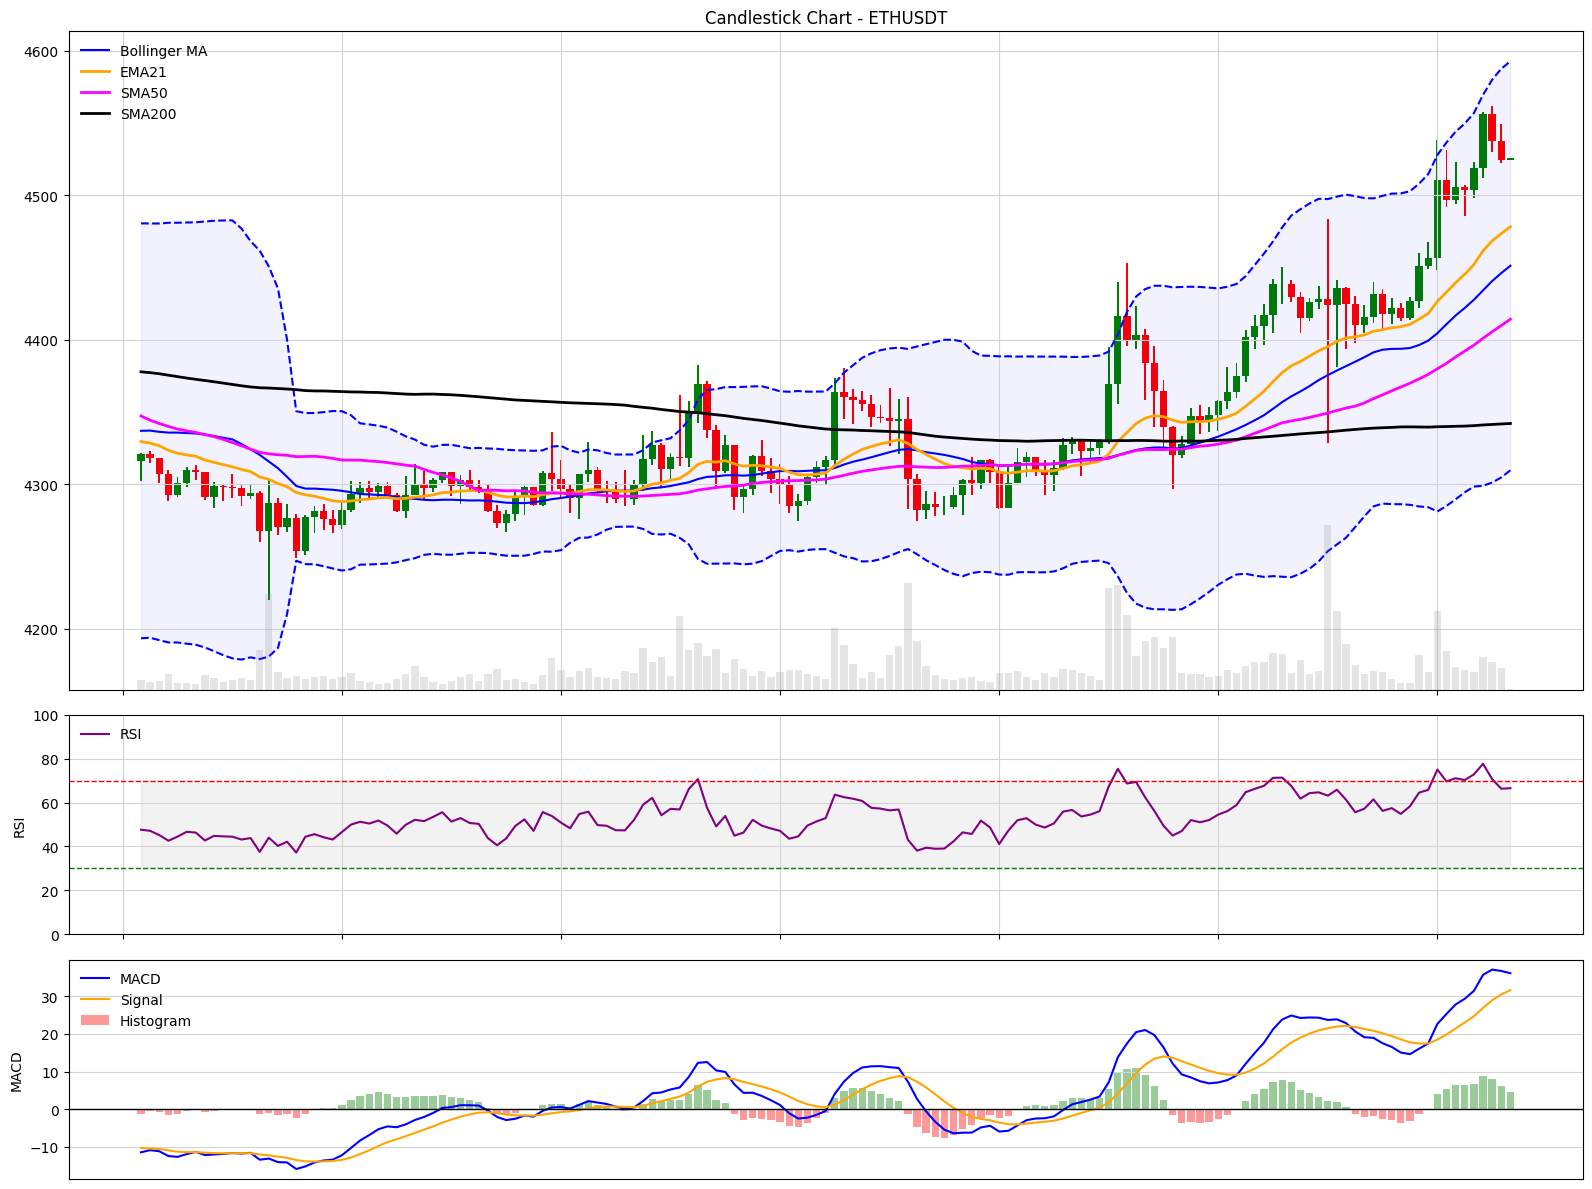 Candlestick Chart - ETHUSDT
Bollinger MA
EMA21
SMA50
SMA200
4600
4500
4400
4300
4200
RSI
100
80
60
40
20
0
RSI
MACD
Signal
Histogram
30
20
10
0
−10
MACD